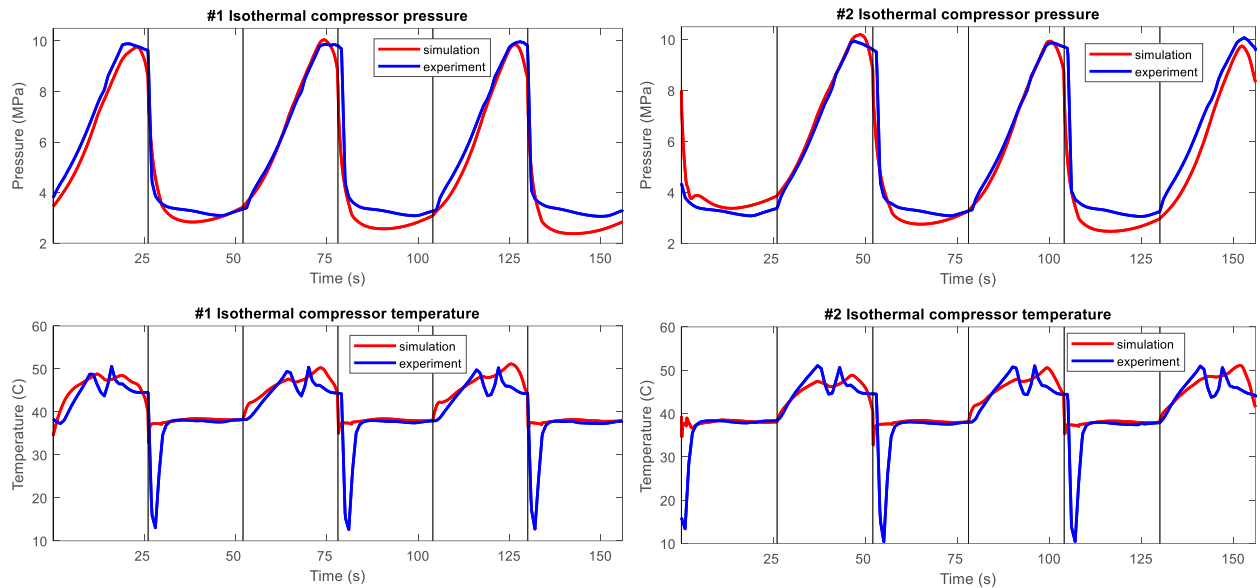 #1 Isothermal compressor pressure
Pressure (MPa)
10
8
6
4
2
simulation
experiment
25 50 75 100 125 150
Time (s)
#2 Isothermal compressor pressure
Pressure (MPa)
10
8
6
4
2
simulation
experiment
25 50 75 100 125 150
Time (s)
#1 Isothermal compressor temperature
Temperature (C)
60
50
40
30
20
10
simulation
experiment
25 50 75 100 125 150
Time (s)
#2 Isothermal compressor temperature
Temperature (C)
60
50
40
30
20
10
simulation
experiment
25 50 75 100 125 150
Time (s)